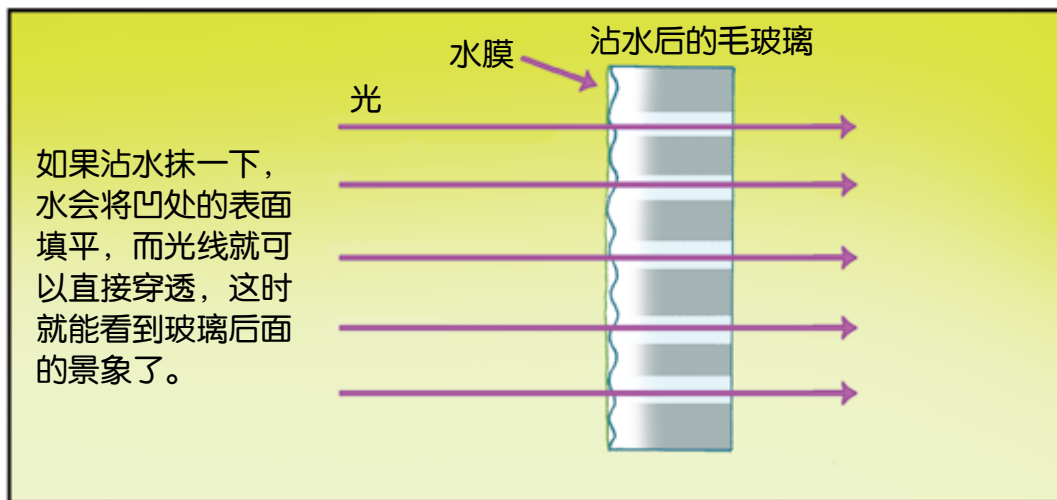 沾水后的毛玻璃
水膜
光
如果沾水抹一下，
水会将凹处的表面
填平，而光线就可
以直接穿透，这时
就能看到玻璃后面
的景象了。